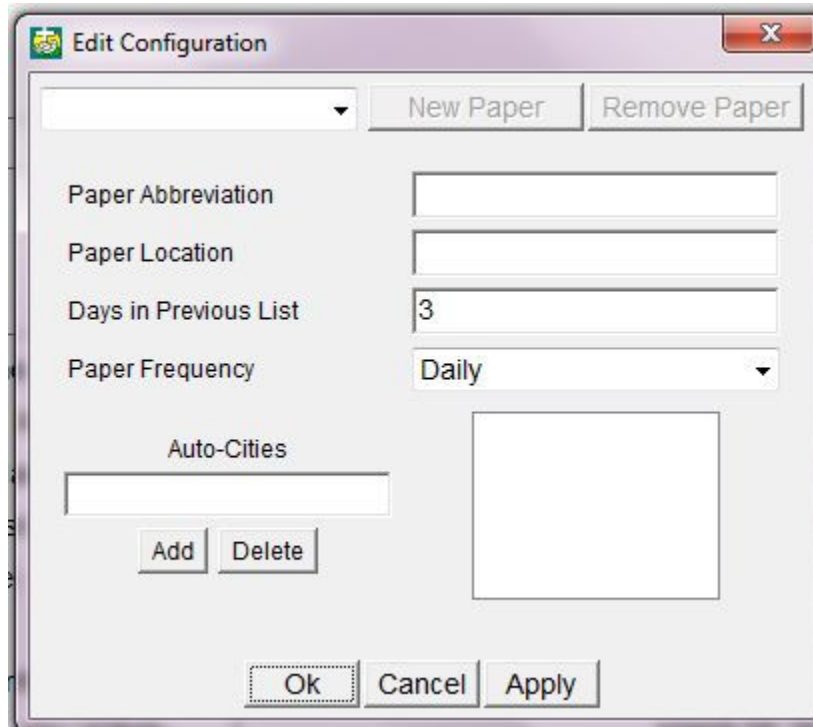 Edit Configuration
New Paper Remove Paper
Paper Abbreviation
Paper Location
Days in Previous List 3
Paper Frequency Daily
Auto-Cities
Add Delete
Ok Cancel Apply